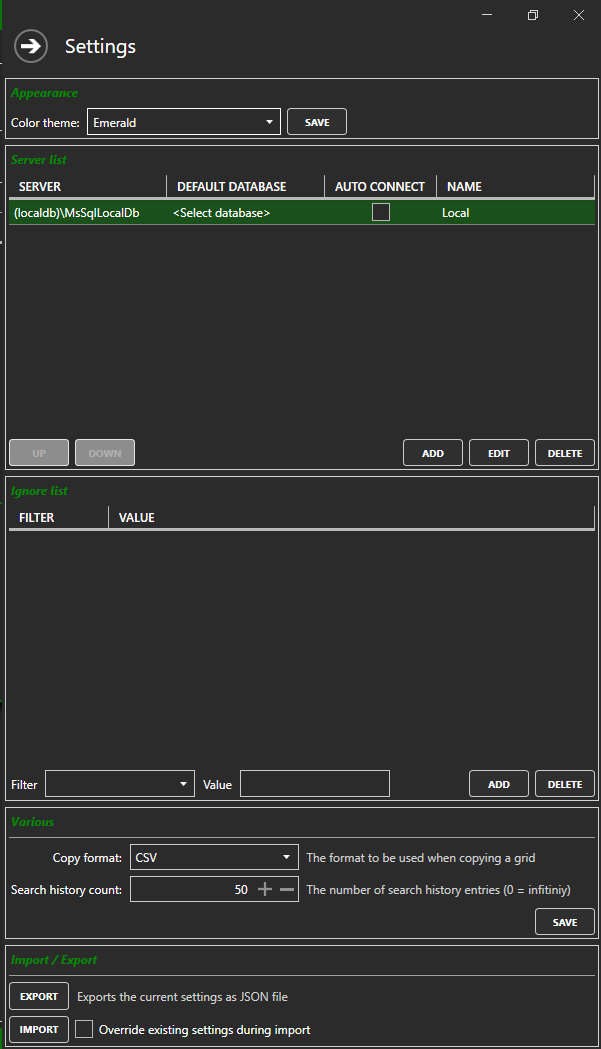 Settings
Appearance
Color theme: Emerald SAVE
Server list
SERVER DEFAULT DATABASE AUTO CONNECT NAME
(localdb)\MsSqlLocalDb <Select database> Local
UP DOWN ADD EDIT DELETE
Ignore list
FILTER VALUE
Filter Value ADD DELETE
Various
Copy format: CSV The format to be used when copying a grid
Search history count: 50 The number of search history entries (0 = infitiniy)
SAVE
Import / Export
EXPORT Exports the current settings as JSON file
IMPORT Override existing settings during import